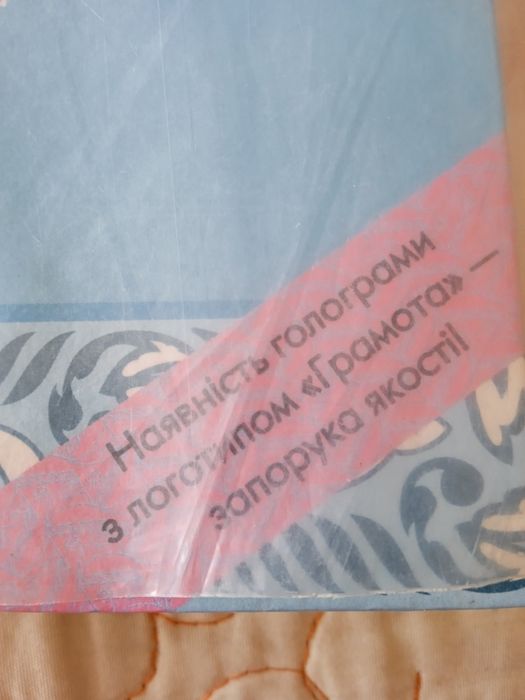 Наявність голограми
з логотипом «Грамота» —
запорука якості!